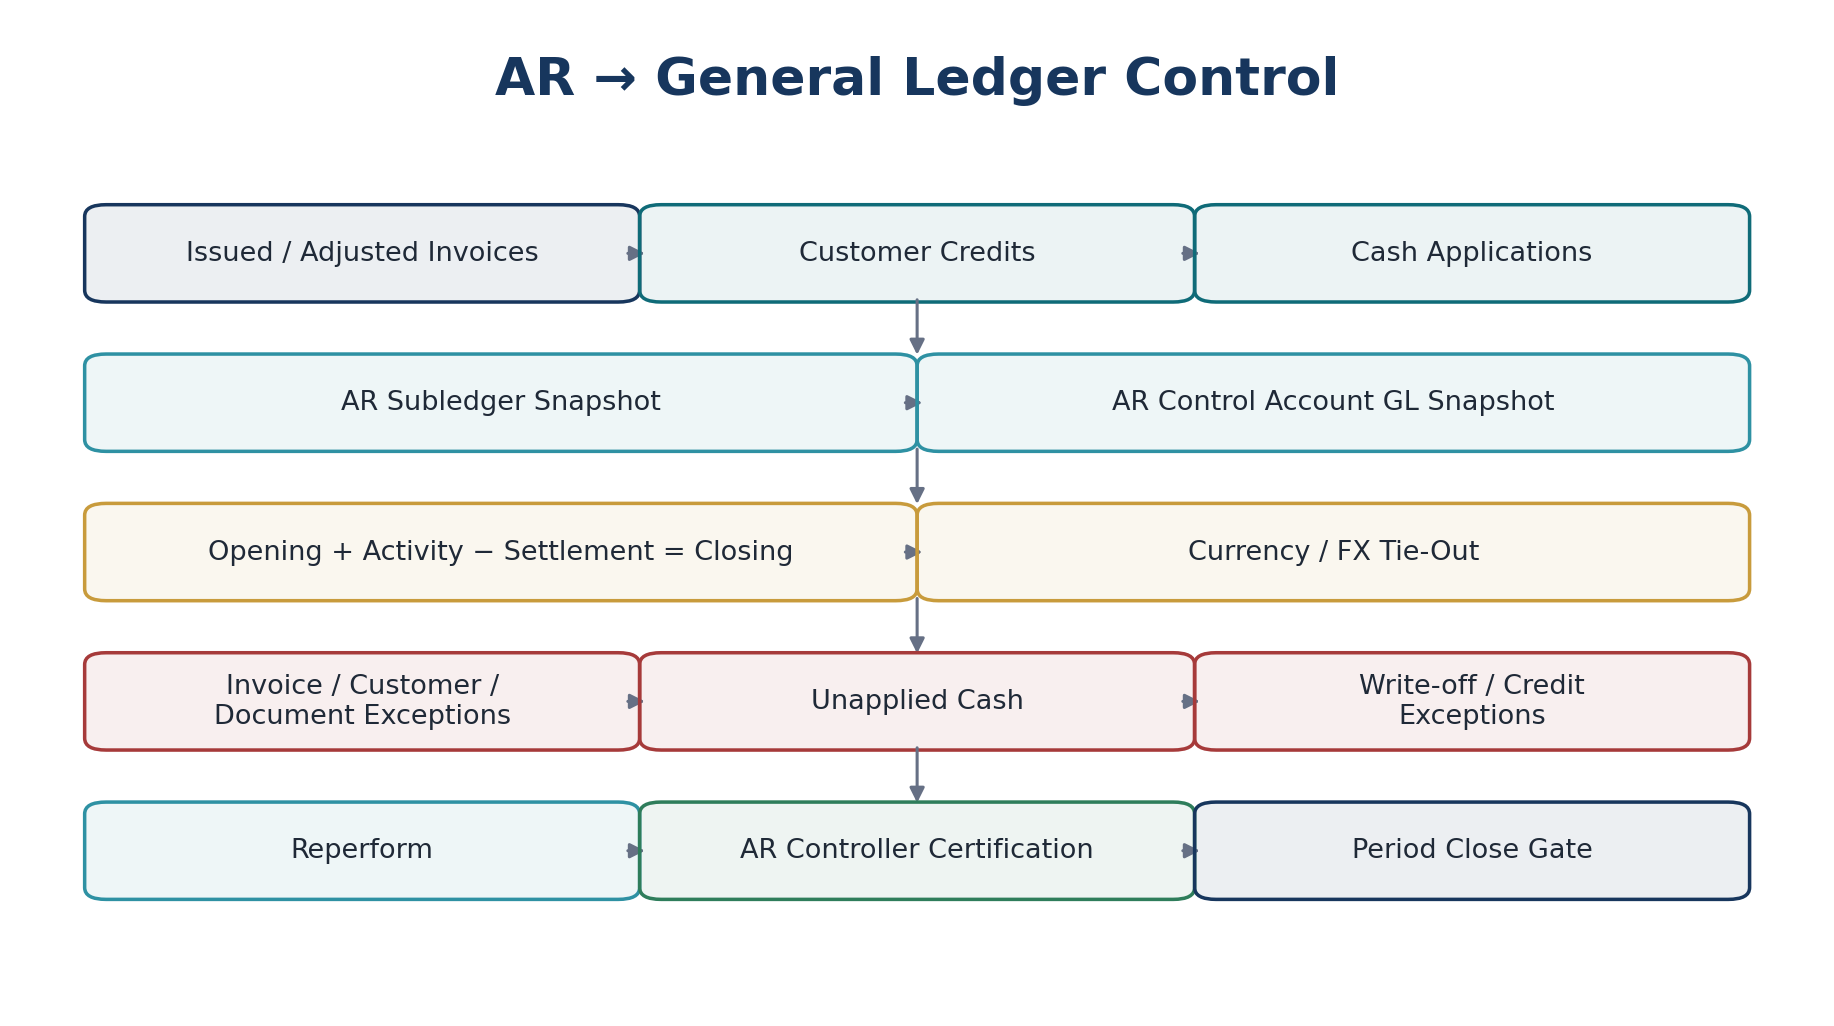 AR → General Ledger Control
Issued / Adjusted Invoices
Customer Credits
Cash Applications
AR Subledger Snapshot
AR Control Account GL Snapshot
Opening + Activity − Settlement = Closing
Currency / FX Tie-Out
Invoice / Customer /
Document Exceptions
Unapplied Cash
Write-off / Credit
Exceptions
Reperform
AR Controller Certification
Period Close Gate